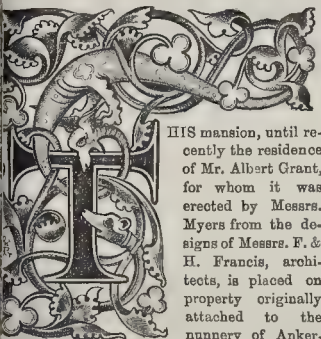 THIS mansion, until re-
cently the residence
of Mr. Albert Grant,
for whom it was
erected by Messrs.
Myers from the de-
signs of Messrs. F. &
H. Francis, archi-
tects, is placed on
property originally
attached to the
nunnery of Anker-